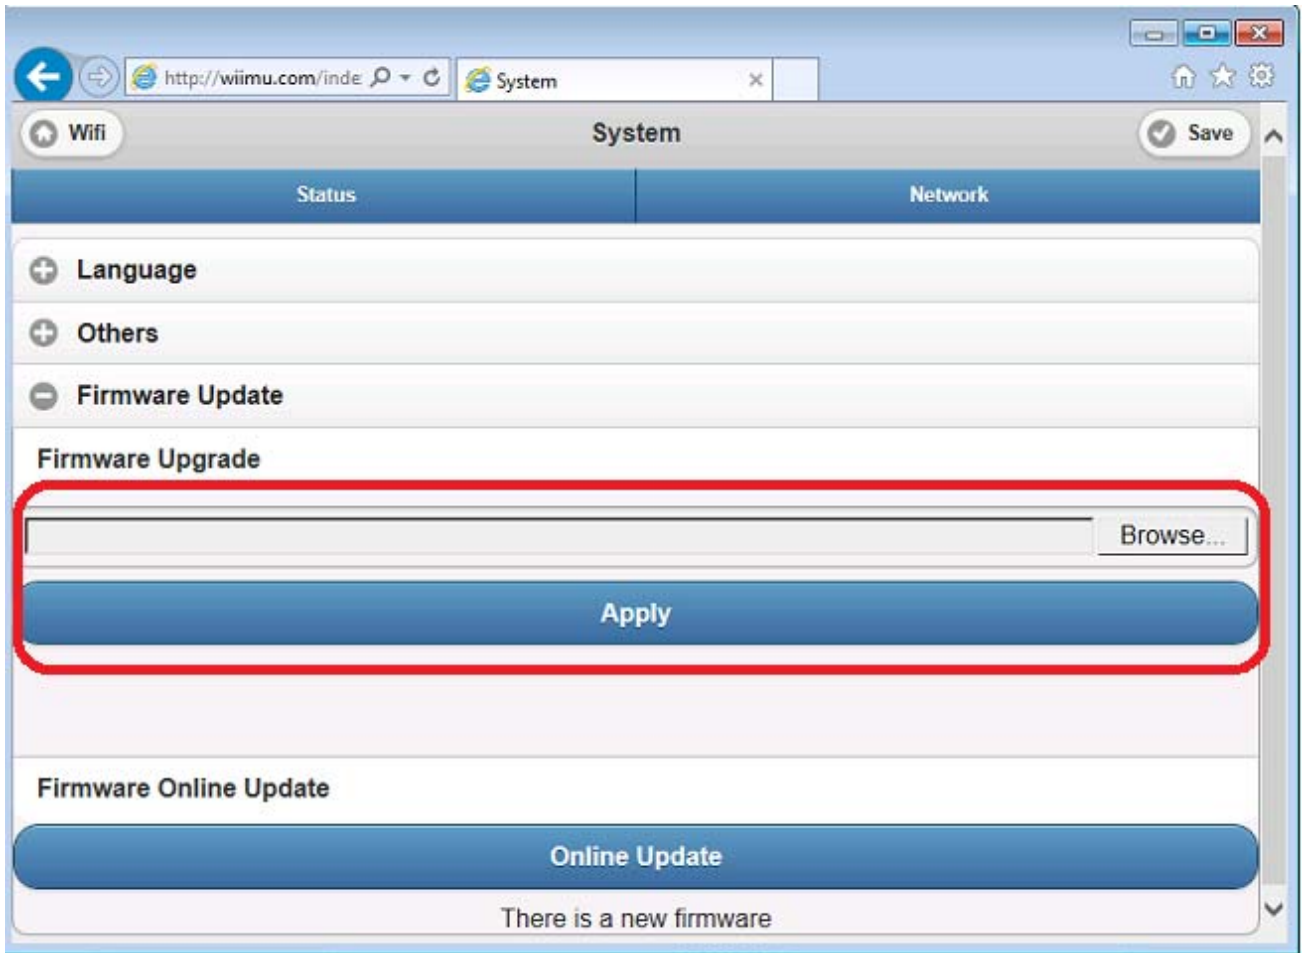 http://wiimu.com/inde
System
Wifi
System
Save
Status
Network
Language
Others
Firmware Update
Firmware Upgrade
Browse...
Apply
Firmware Online Update
Online Update
There is a new firmware